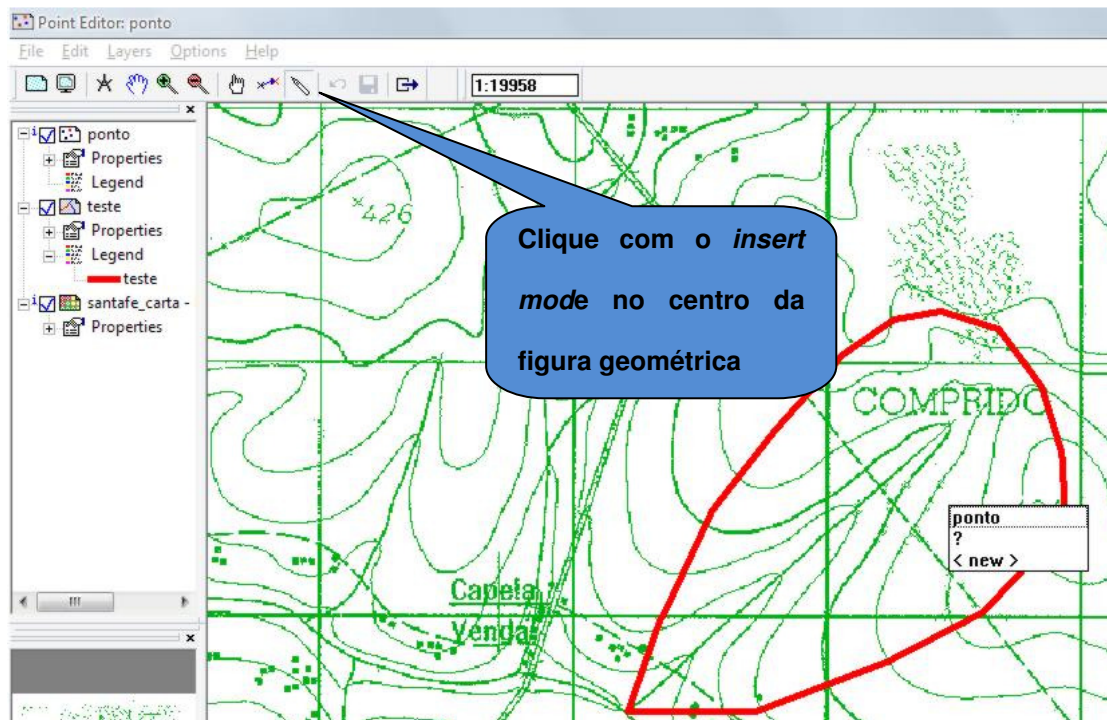 Point Editor: ponto
File Edit Layers Options Help
1:19958
ponto
Properties
Legend
teste
Properties
Legend
teste
santafe_carta -
Properties
426
Clique com o insert
mode no centro da
figura geométrica
COMPRIDO
ponto
?
< new >
Capela
Venda